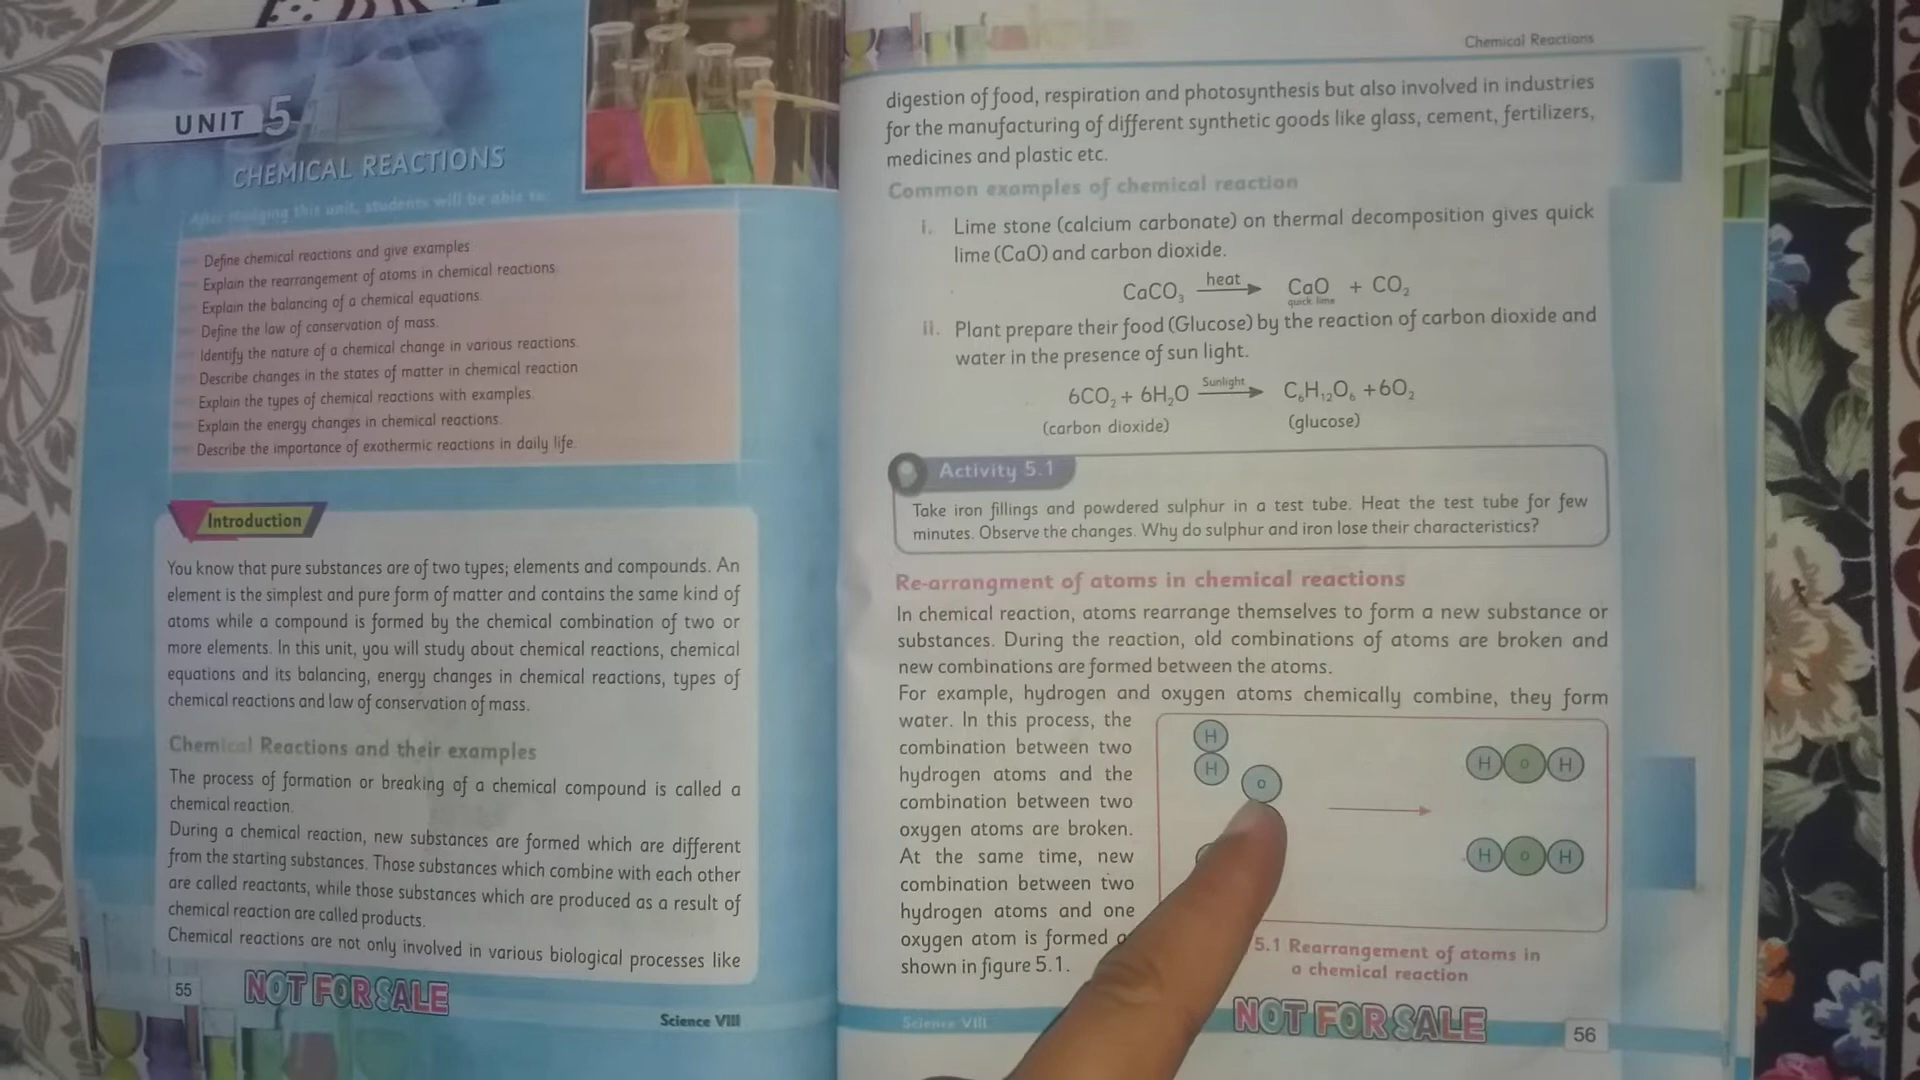 UNIT 5
CHEMICAL REACTIONS
After studying this unit, students will be able to:
Define chemical reactions and give examples
Explain the rearrangement of atoms in chemical reactions.
Explain the balancing of a chemical equations.
Define the law of conservation of mass.
Identify the nature of a chemical change in various reactions.
Describe changes in the states of matter in chemical reaction
Explain the types of chemical reactions with examples.
Explain the energy changes in chemical reactions.
Describe the importance of exothermic reactions in daily life.
Introduction
You know that pure substances are of two types; elements and compounds. An
element is the simplest and pure form of matter and contains the same kind of
atoms while a compound is formed by the chemical combination of two or
more elements. In this unit, you will study about chemical reactions, chemical
equations and its balancing, energy changes in chemical reactions, types of
chemical reactions and law of conservation of mass.
Chemical Reactions and their examples
The process of formation or breaking of a chemical compound is called a
chemical reaction.
During a chemical reaction, new substances are formed which are different
from the starting substances. Those substances which combine with each other
are called reactants, while those substances which are produced as a result of
chemical reaction are called products.
Chemical reactions are not only involved in various biological processes like
55
NOT FOR SALE
Science VIII
Chemical Reactions
digestion of food, respiration and photosynthesis but also involved in industries
for the manufacturing of different synthetic goods like glass, cement, fertilizers,
medicines and plastic etc.
Common examples of chemical reaction
i. Lime stone (calcium carbonate) on thermal decomposition gives quick
lime (CaO) and carbon dioxide.
CaCO₃ heat → CaO + CO₂
quick lime
ii. Plant prepare their food (Glucose) by the reaction of carbon dioxide and
water in the presence of sun light.
6CO₂ + 6H₂O Sunlight → C₆H₁₂O₆ + 6O₂
(carbon dioxide) (glucose)
Activity 5.1
Take iron fillings and powdered sulphur in a test tube. Heat the test tube for few
minutes. Observe the changes. Why do sulphur and iron lose their characteristics?
Re-arrangment of atoms in chemical reactions
In chemical reaction, atoms rearrange themselves to form a new substance or
substances. During the reaction, old combinations of atoms are broken and
new combinations are formed between the atoms.
For example, hydrogen and oxygen atoms chemically combine, they form
water. In this process, the
combination between two
hydrogen atoms and the
combination between two
oxygen atoms are broken.
At the same time, new
combination between two
hydrogen atoms and one
oxygen atom is formed
shown in figure 5.1.
H
H
O
H O H
H O H
5.1 Rearrangement of atoms in
a chemical reaction
Science VIII
NOT FOR SALE
56